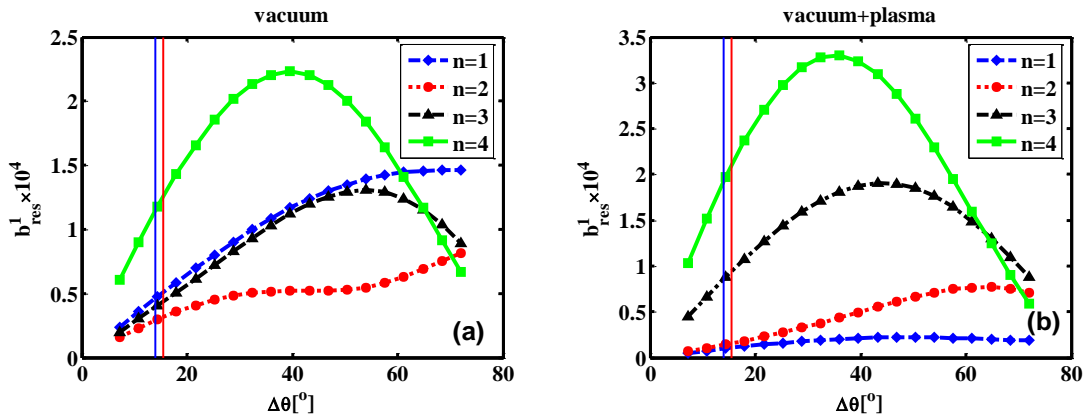 vacuum
2.5
2
1.5
1
0.5
0
b¹res×10⁴
0 20 40 60 80
Δθ[°]
n=1
n=2
n=3
n=4
(a)
vacuum+plasma
3.5
3
2.5
2
1.5
1
0.5
0
b¹res×10⁴
0 20 40 60 80
Δθ[°]
n=1
n=2
n=3
n=4
(b)